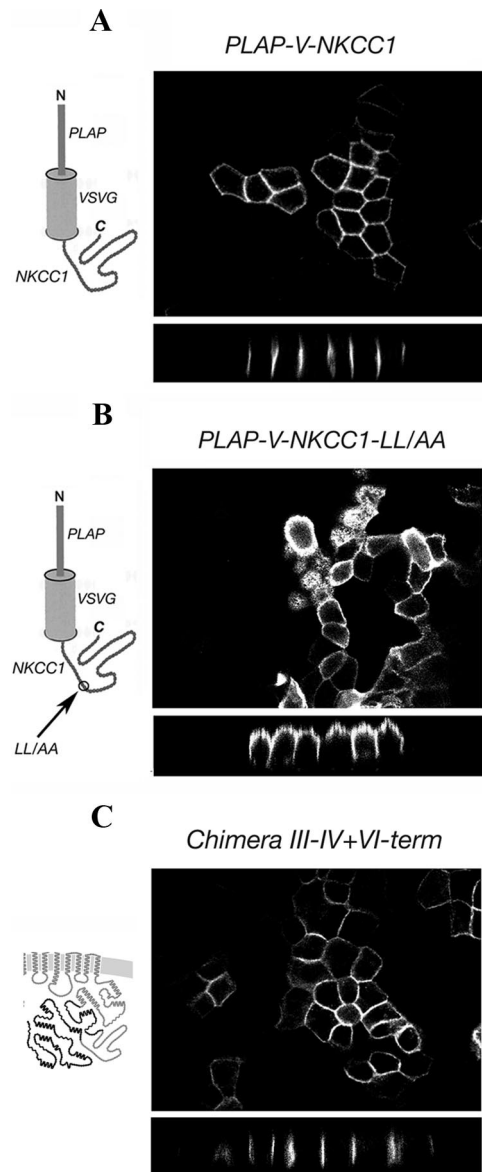 A
PLAP-V-NKCC1
N
PLAP
VSVG
C
NKCC1
B
PLAP-V-NKCC1-LL/AA
N
PLAP
VSVG
C
NKCC1
LL/AA
C
Chimera III-IV+VI-term